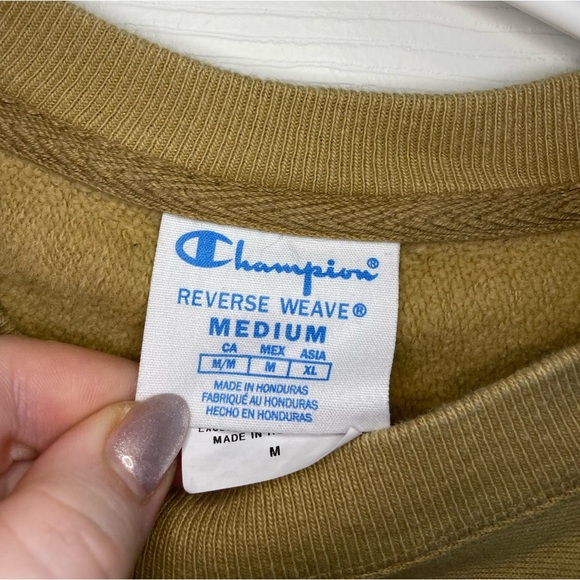 Champion®
REVERSE WEAVE®
MEDIUM
CA MEX ASIA
M/M M XL
MADE IN HONDURAS
FABRIQUÉ AU HONDURAS
HECHO EN HONDURAS
MADE IN
M